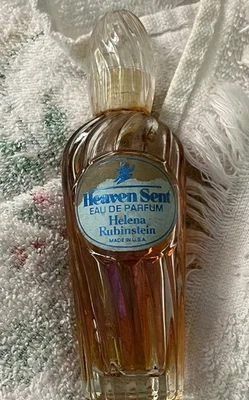 Heaven Sent
EAU DE PARFUM
Helena
Rubinstein
MADE IN U.S.A.